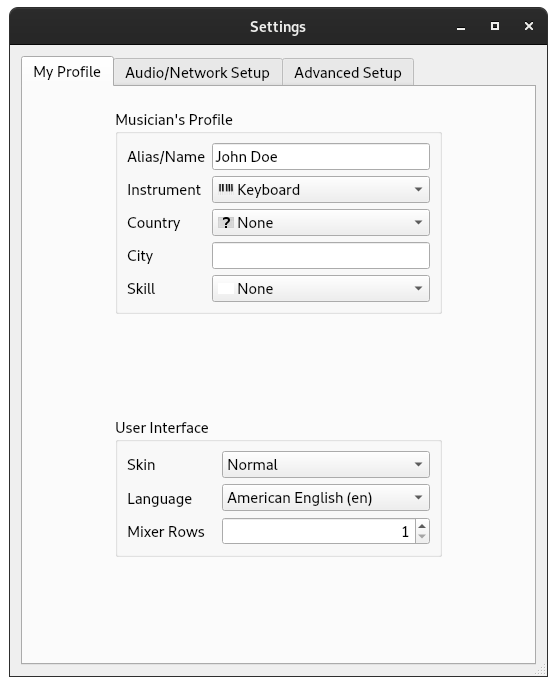 Settings
My Profile Audio/Network Setup Advanced Setup
Musician's Profile
Alias/Name John Doe
Instrument Keyboard
Country ? None
City
Skill None
User Interface
Skin Normal
Language American English (en)
Mixer Rows 1